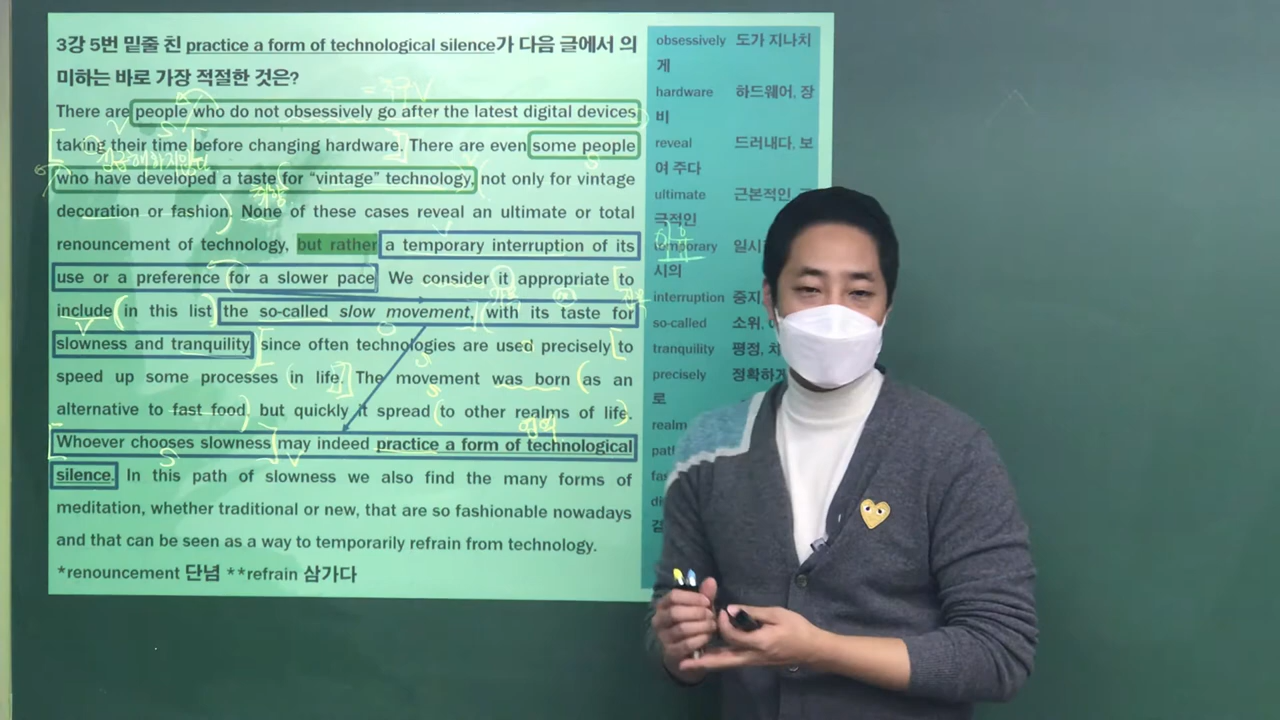 3강 5번 밑줄 친 practice a form of technological silence가 다음 글에서 의
미하는 바로 가장 적절한 것은?
There are people who do not obsessively go after the latest digital devices
taking their time before changing hardware. There are even some people
who have developed a taste for “vintage” technology, not only for vintage
decoration or fashion. None of these cases reveal an ultimate or total
renouncement of technology, but rather a temporary interruption of its
use or a preference for a slower pace. We consider it appropriate to
include in this list the so-called slow movement, with its taste for
slowness and tranquility, since often technologies are used precisely to
speed up some processes in life. The movement was born as an
alternative to fast food, but quickly it spread to other realms of life.
Whoever chooses slowness may indeed practice a form of technological
silence. In this path of slowness we also find the many forms of
meditation, whether traditional or new, that are so fashionable nowadays
and that can be seen as a way to temporarily refrain from technology.
*renouncement 단념 **refrain 삼가다
obsessively 도가 지나치
게
hardware 하드웨어, 장
비
reveal 드러내다, 보
여 주다
ultimate 근본적인,
극적인
temporary 일시
시의
interruption 중지
so-called 소위,
tranquility 평정,
precisely 정확하게
로
realm